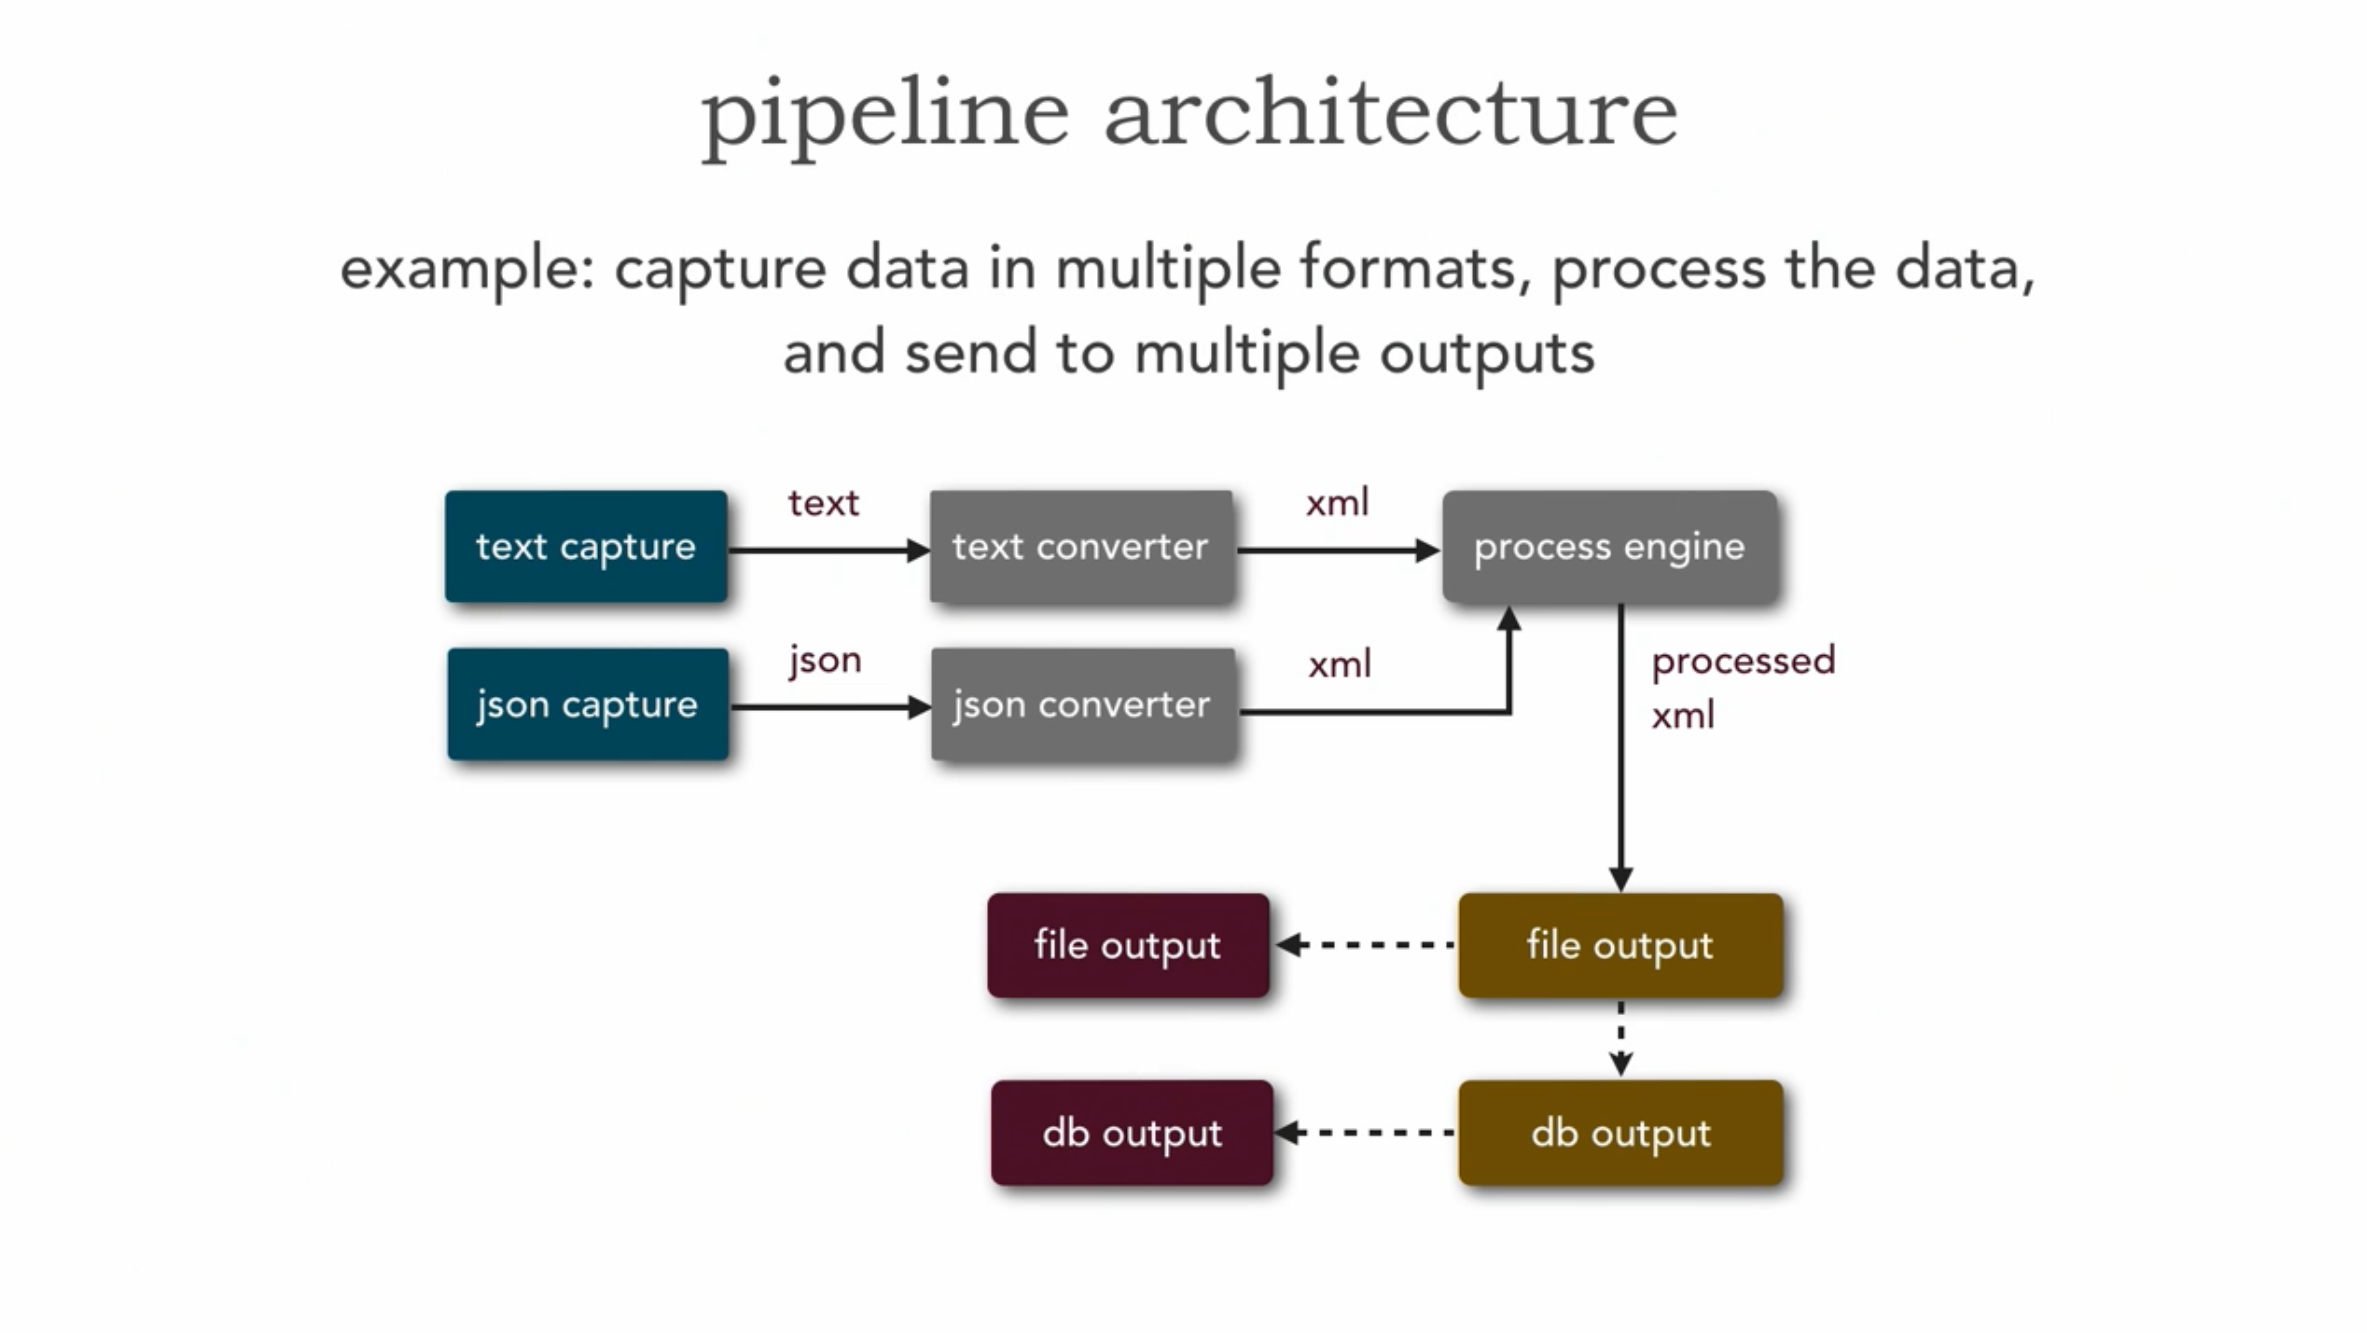 pipeline architecture
example: capture data in multiple formats, process the data,
and send to multiple outputs
text capture
text
text converter
xml
process engine
json capture
json
json converter
xml
processed
xml
file output
file output
db output
db output